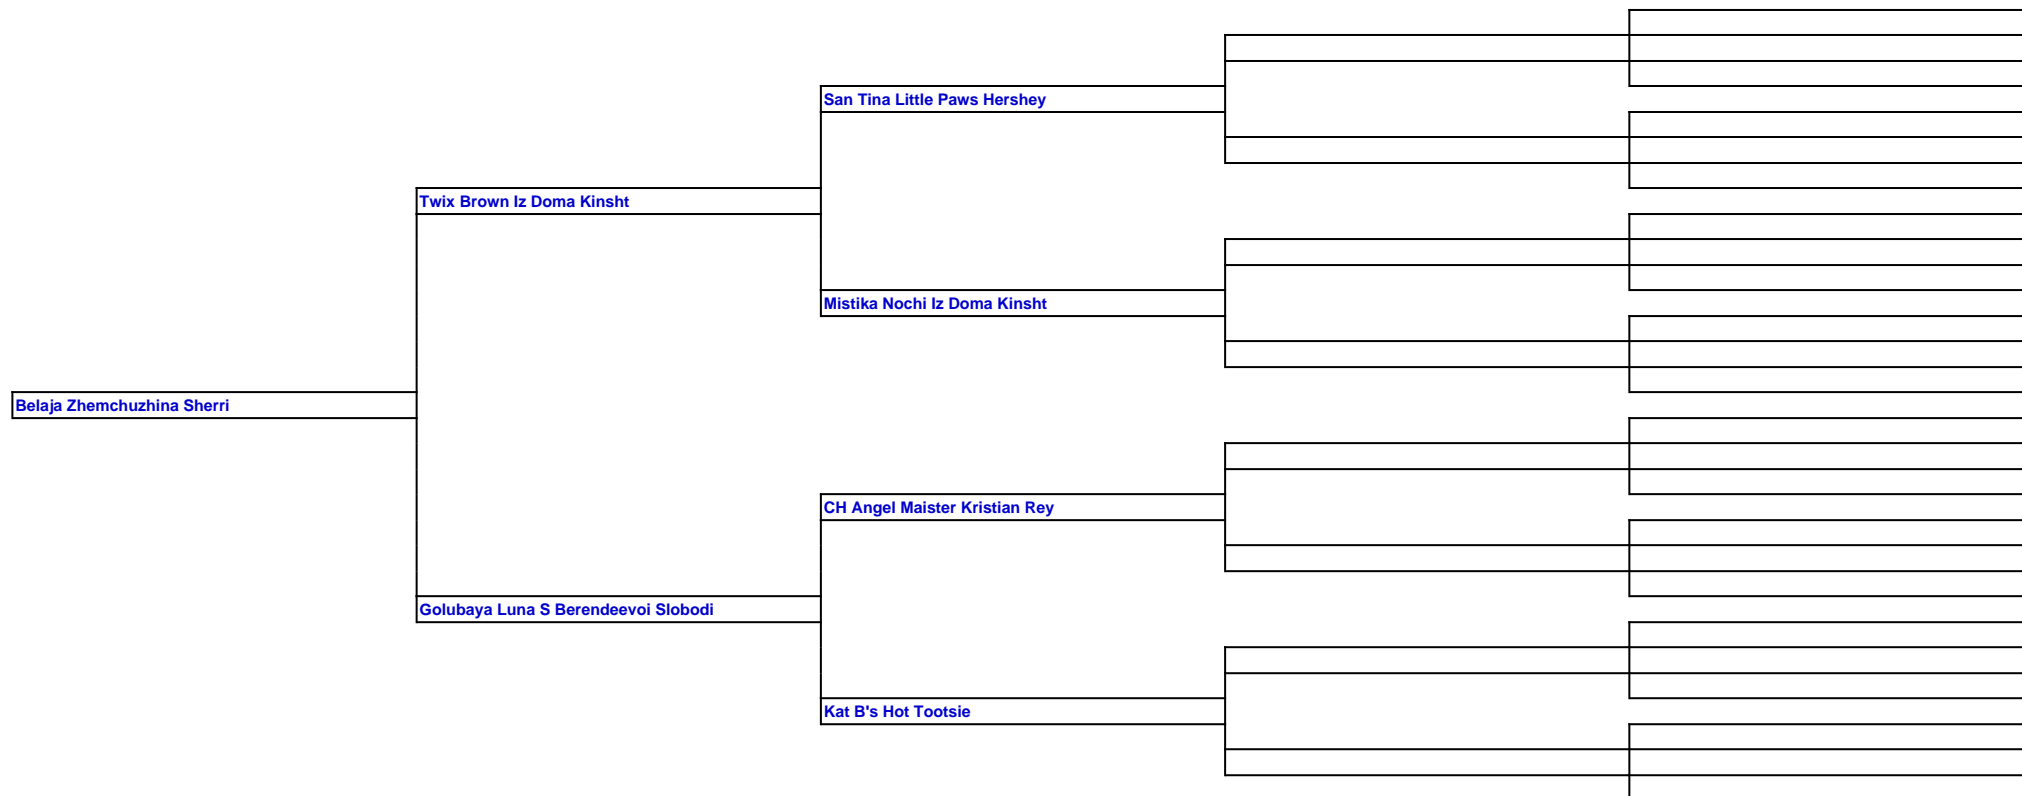 San Tina Little Paws Hershey
Twix Brown Iz Doma Kinsht
Mistika Nochi Iz Doma Kinsht
Belaja Zhemchuzhina Sherri
CH Angel Maister Kristian Rey
Golubaya Luna S Berendeevoi Slobodi
Kat B's Hot Tootsie